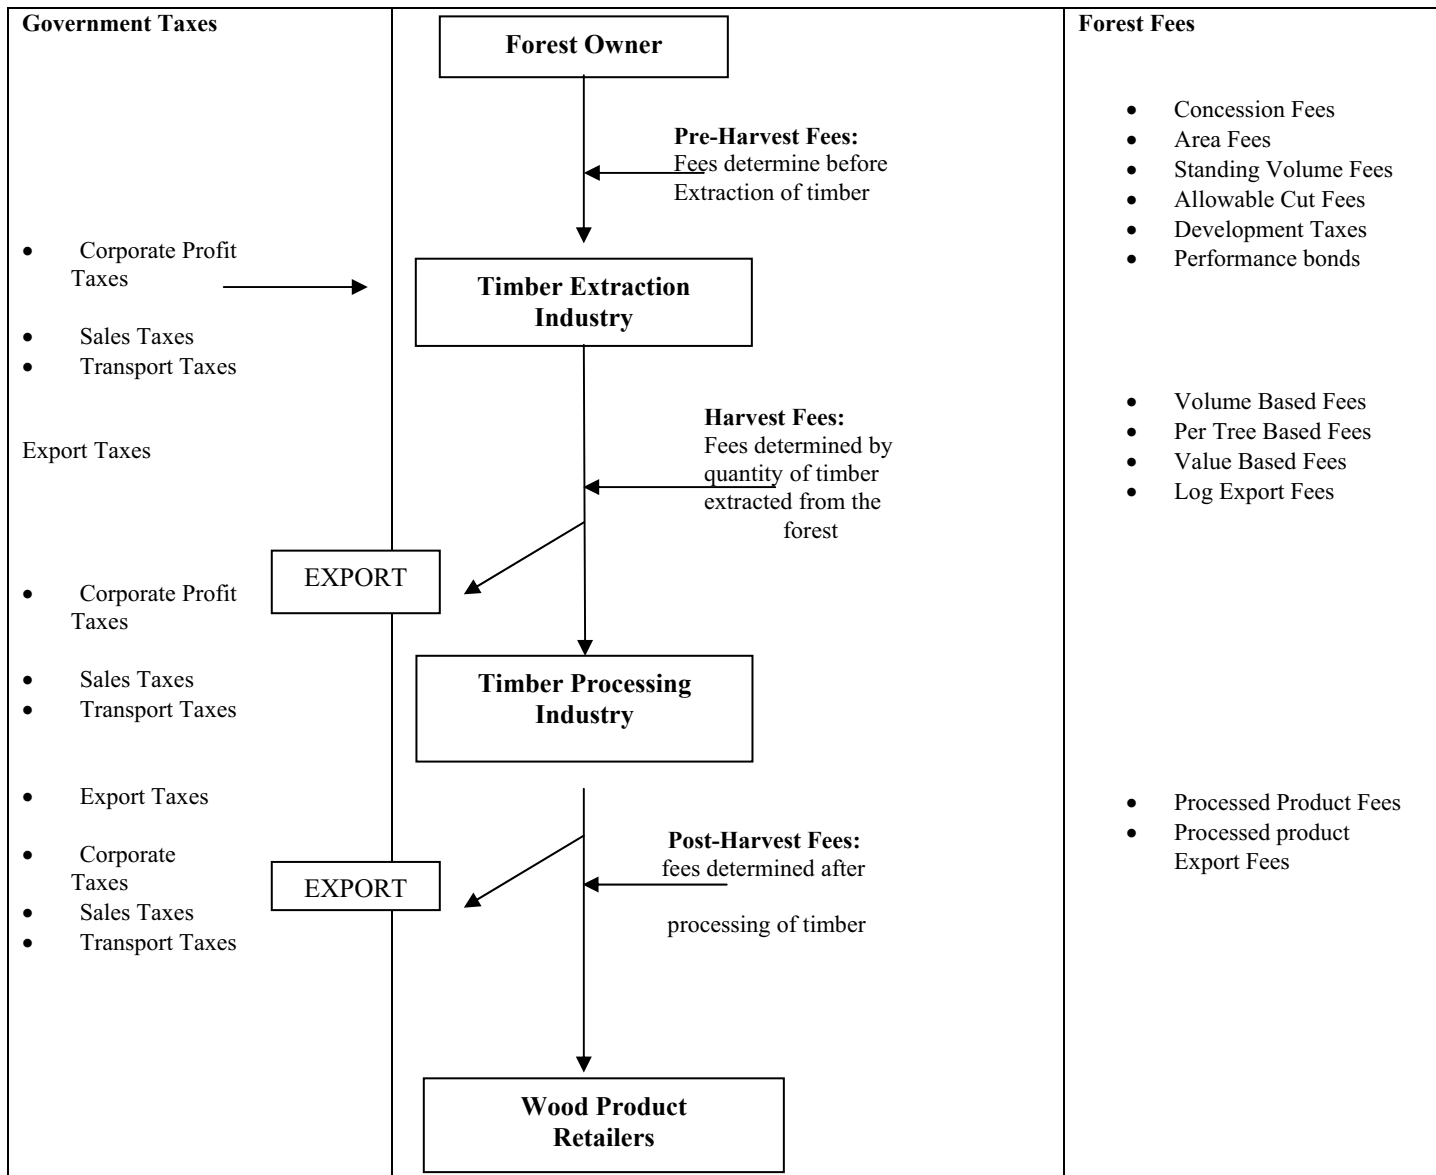 Government Taxes
• Corporate Profit
Taxes
• Sales Taxes
• Transport Taxes
Export Taxes
• Corporate Profit
Taxes
• Sales Taxes
• Transport Taxes
• Export Taxes
• Corporate
Taxes
• Sales Taxes
• Transport Taxes
Forest Owner
Pre-Harvest Fees:
Fees determine before
Extraction of timber
Timber Extraction
Industry
Harvest Fees:
Fees determined by
quantity of timber
extracted from the
forest
EXPORT
Timber Processing
Industry
Post-Harvest Fees:
fees determined after
processing of timber
EXPORT
Wood Product
Retailers
Forest Fees
• Concession Fees
• Area Fees
• Standing Volume Fees
• Allowable Cut Fees
• Development Taxes
• Performance bonds
• Volume Based Fees
• Per Tree Based Fees
• Value Based Fees
• Log Export Fees
• Processed Product Fees
• Processed product
Export Fees